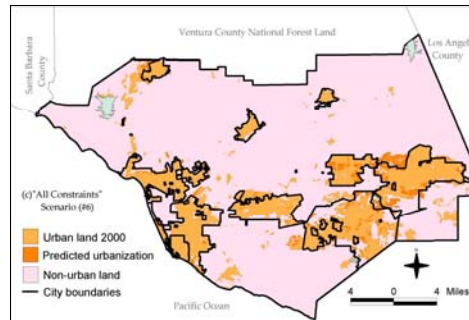 Ventura County National Forest Land
Santa Barbara
County
Los Angeles
County
(c)"All Constraints"
Scenario (#6)
Urban land 2000
Predicted urbanization
Non-urban land
City boundaries
Pacific Ocean
4 0 4 Miles